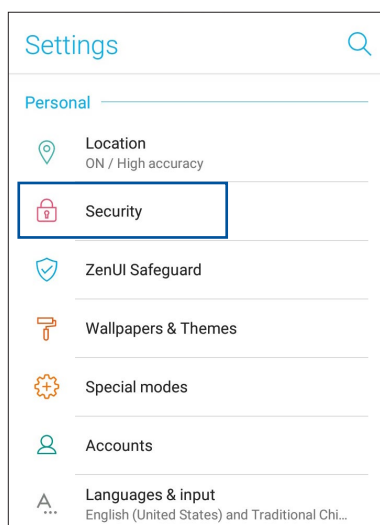 Settings
Personal
Location
ON / High accuracy
Security
ZenUI Safeguard
Wallpapers & Themes
Special modes
Accounts
Languages & input
English (United States) and Traditional Chi...